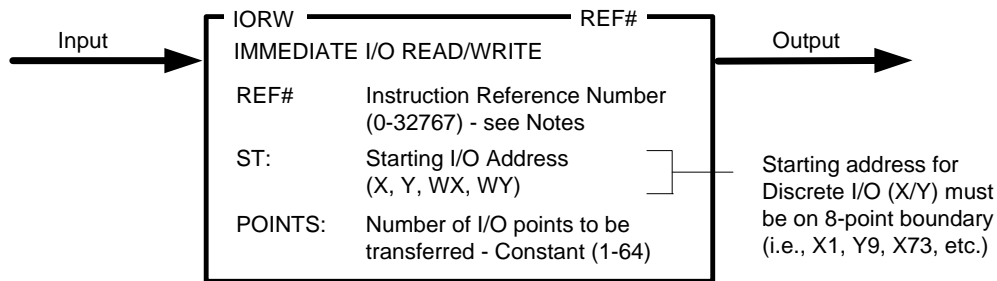 IORW REF#
Input
IMMEDIATE I/O READ/WRITE
Output
REF# Instruction Reference Number
(0-32767) - see Notes
ST: Starting I/O Address
(X, Y, WX, WY)
Starting address for
Discrete I/O (X/Y) must
be on 8-point boundary
(i.e., X1, Y9, X73, etc.)
POINTS: Number of I/O points to be
transferred - Constant (1-64)